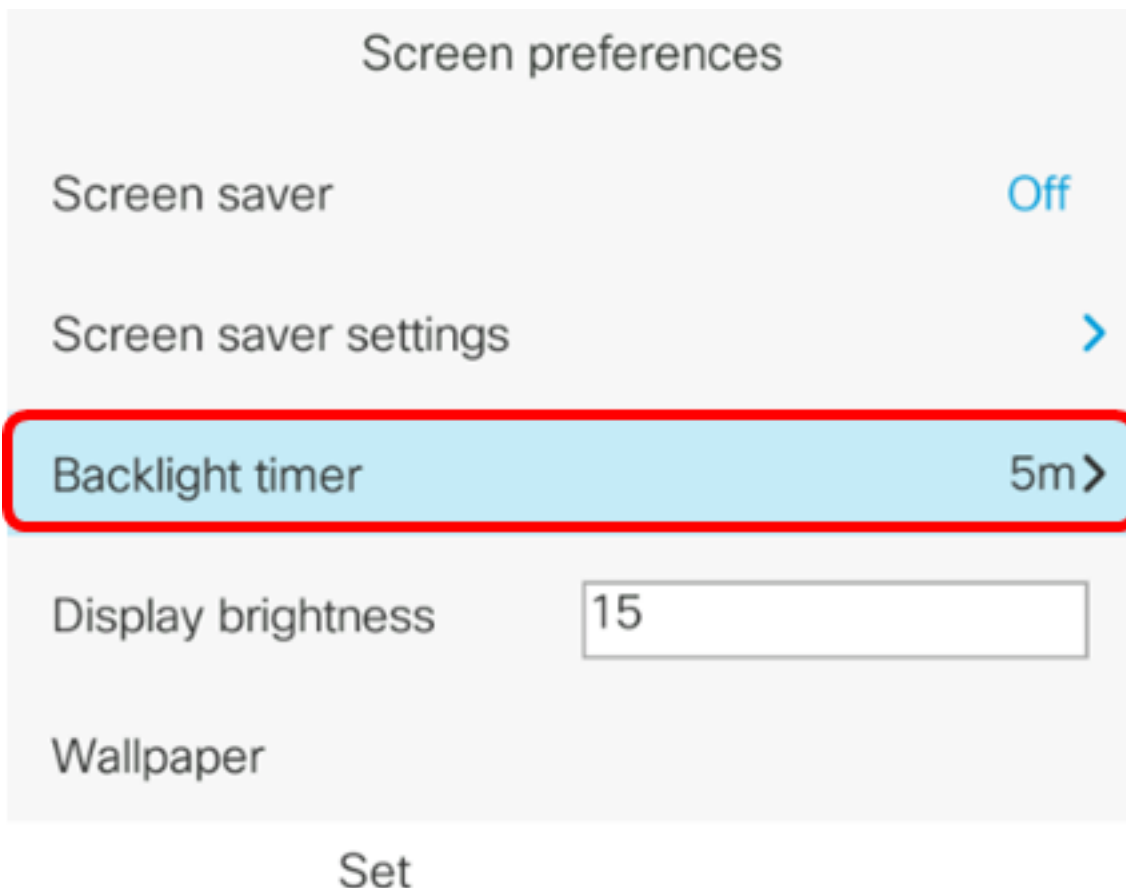 Screen preferences
Screen saver Off
Screen saver settings
Backlight timer 5m
Display brightness 15
Wallpaper
Set